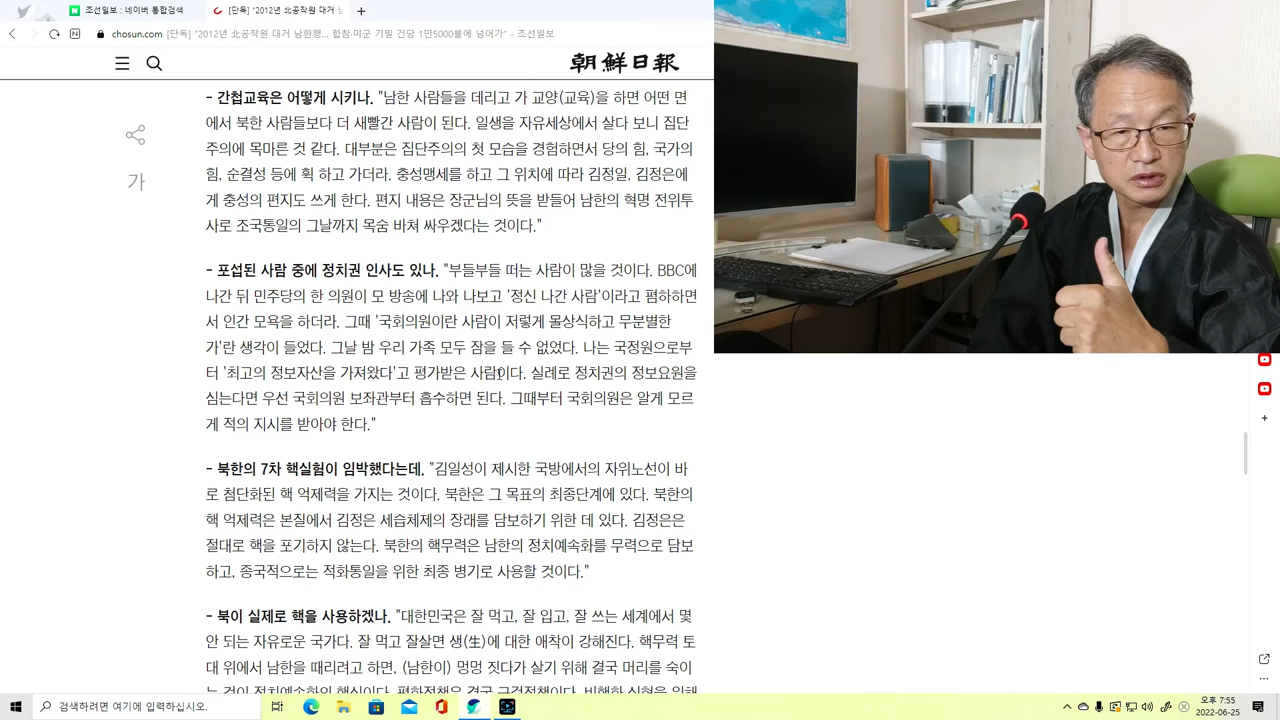 조선일보 : 네이버 통합검색
[단독] "2012년 北공작원 대거 남
chosun.com [단독] "2012년 北공작원 대거 남한행... 합참·미군 기밀 건당 1만5000불에 넘어가" - 조선일보
朝鮮日報
가
- 간첩교육은 어떻게 시키나. "남한 사람들을 데리고 가 교양(교육)을 하면 어떤 면
에서 북한 사람들보다 더 새빨간 사람이 된다. 일생을 자유세상에서 살다 보니 집단
주의에 목마른 것 같다. 대부분은 집단주의의 첫 모습을 경험하면서 당의 힘, 국가의
힘, 순결성 등에 훅 하고 가더라. 충성맹세를 하고 그 위치에 따라 김정일, 김정은에
게 충성의 편지도 쓰게 한다. 편지 내용은 장군님의 뜻을 받들어 남한의 혁명 전위투
사로 조국통일의 그날까지 목숨 바쳐 싸우겠다는 것이다."
- 포섭된 사람 중에 정치권 인사도 있나. "부들부들 떠는 사람이 많을 것이다. BBC에
나간 뒤 민주당의 한 의원이 모 방송에 나와 나보고 '정신 나간 사람'이라고 폄하하면
서 인간 모욕을 하더라. 그때 '국회의원이란 사람이 저렇게 몰상식하고 무분별한
가'란 생각이 들었다. 그날 밤 우리 가족 모두 잠을 들 수 없었다. 나는 국정원으로부
터 '최고의 정보자산을 가져왔다'고 평가받은 사람이다. 실례로 정치권의 정보요원을
심는다면 우선 국회의원 보좌관부터 흡수하면 된다. 그때부터 국회의원은 알게 모르
게 적의 지시를 받아야 한다."
- 북한의 7차 핵실험이 임박했다는데. "김일성이 제시한 국방에서의 자위노선이 바
로 첨단화된 핵 억제력을 가지는 것이다. 북한은 그 목표의 최종단계에 있다. 북한의
핵 억제력은 본질에서 김정은 세습체제의 장래를 담보하기 위한 데 있다. 김정은은
절대로 핵을 포기하지 않는다. 북한의 핵무력은 남한의 정치예속화를 무력으로 담보
하고, 종국적으로는 적화통일을 위한 최종 병기로 사용할 것이다."
- 북이 실제로 핵을 사용하겠나. "대한민국은 잘 먹고, 잘 입고, 잘 쓰는 세계에서 몇
안 되는 자유로운 국가다. 잘 먹고 잘살면 생(生)에 대한 애착이 강해진다. 핵무력 토
대 위에서 남한을 때리려고 하면, (남한이) 멍멍 짓다가 살기 위해 결국 머리를 숙이
는 것이 정치예속화의 핵심이다. 평화정책은 결국 구걸정책이다. 비핵화 실현을 위해
검색하려면 여기에 입력하십시오.
오후 7:55
2022-06-25